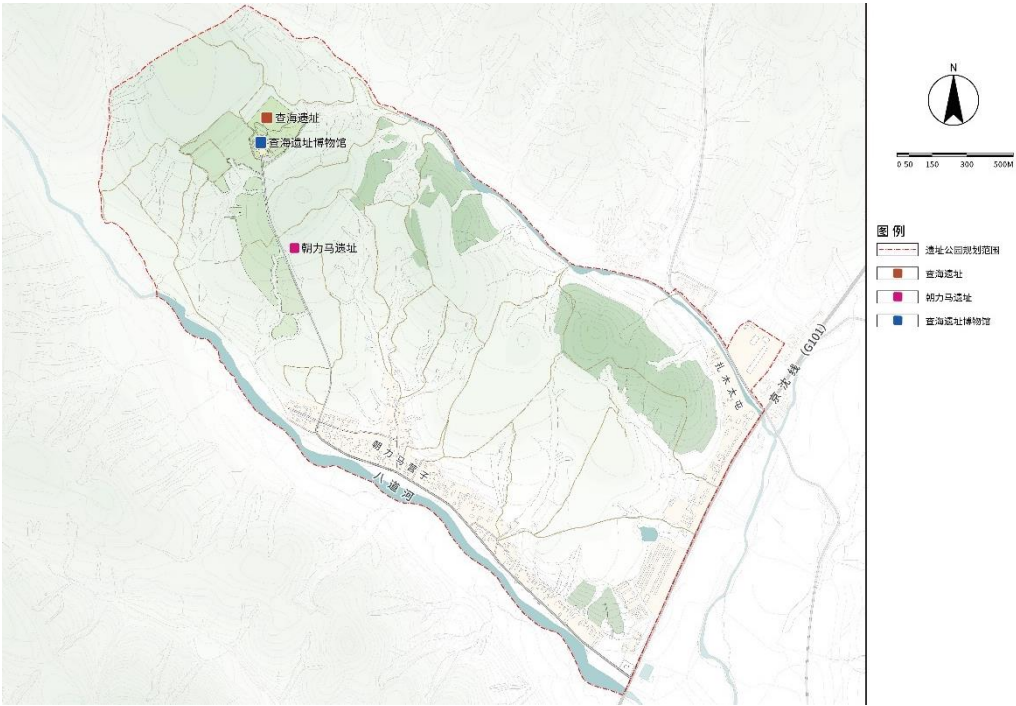 查海遗址
查海遗址博物馆
朝力马遗址
扎木太屯
京沈线（G101）
朝力马营子
八道河
N
0 50 150 300 500M
图例
遗址公园规划范围
查海遗址
朝力马遗址
查海遗址博物馆